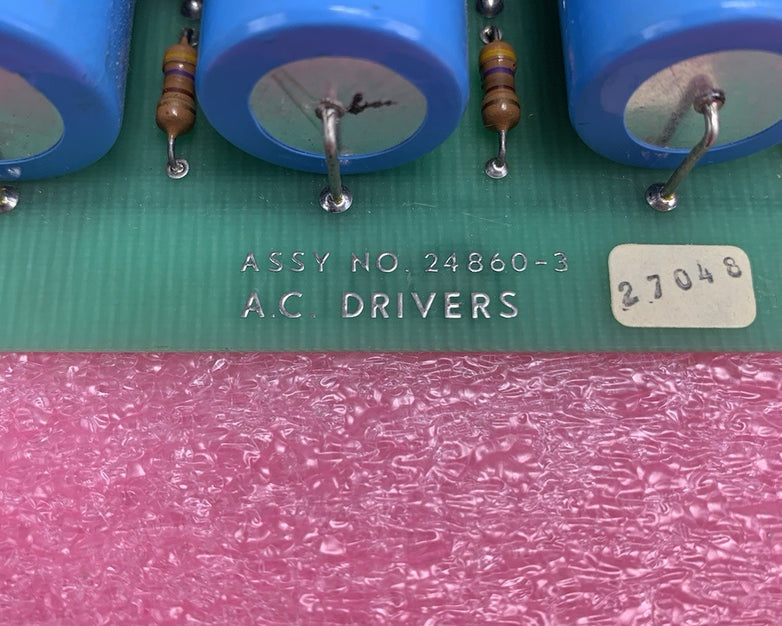 ASSY NO. 24860-3
A.C. DRIVERS
27048